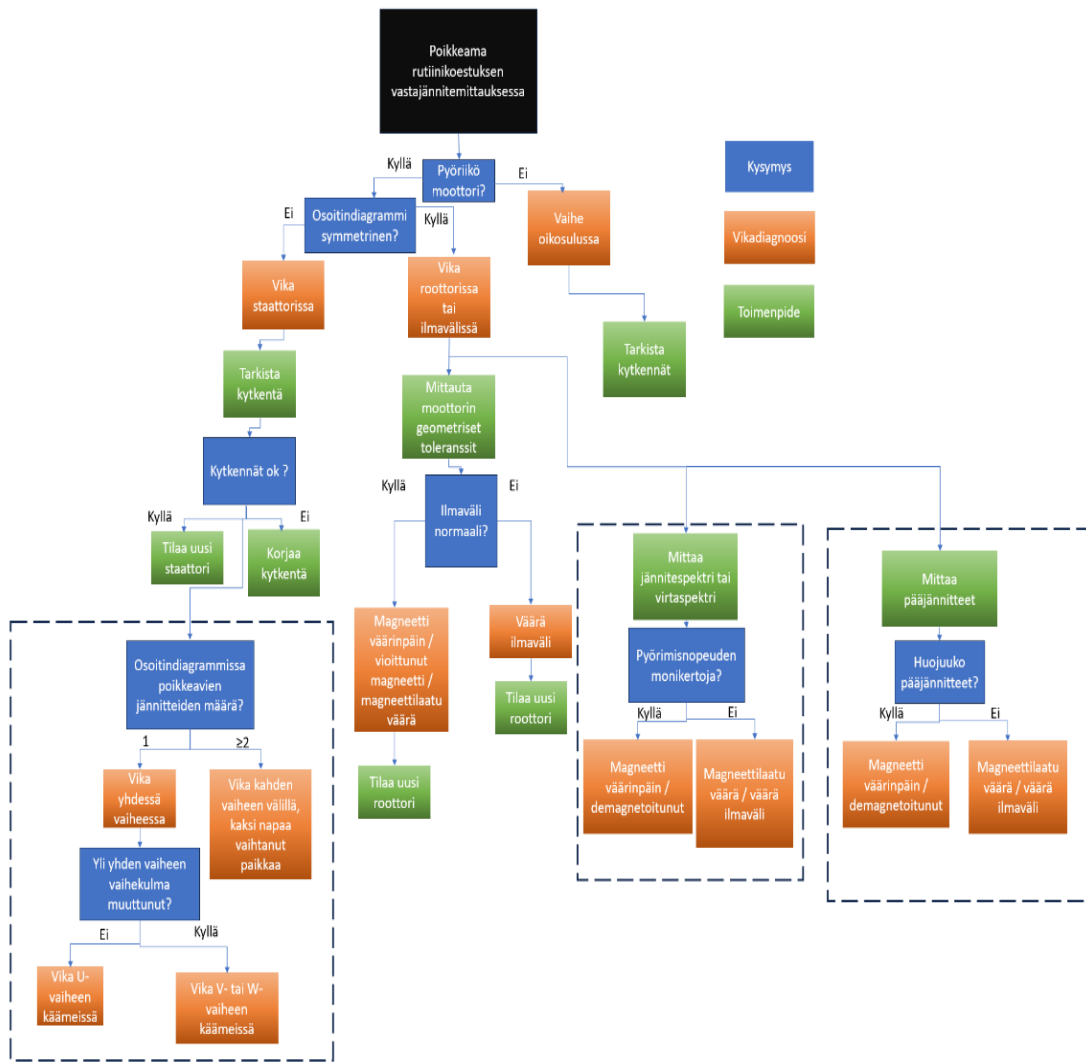 Poikkeama
rutiinikoestuksen
vastajännitemittauksessa
Kyllä
Pyöriikö
moottori?
Ei
Kysymys
Ei
Osoitindiagrammi
symmetrinen?
Kyllä
Vaihe
oikosulussa
Vikadiagnoosi
Vika
staattorissa
Vika
roottorissa
tai
ilmavälissä
Toimenpide
Tarkista
kytkentä
Tarkista
kytkennät
Mittauta
moottorin
geometriset
toleranssit
Kytkennät ok ?
Kyllä
Ei
Kyllä
Ei
Ilmaväli
normaali?
Tilaa uusi
staattori
Korjaa
kytkentä
Mittaa
jännitespektri tai
virtaspektri
Mittaa
pääjännitteet
Magneetti
väärinpäin /
vioittunut
magneetti /
magneettilaatu
väärä
Väärä
ilmaväli
Tilaa uusi
roottori
Tilaa uusi
roottori
Osoitindiagrammissa
poikkeavien
jännitteiden määrä?
1
≥2
Pyörimisnopeuden
monikertoja?
Kyllä
Ei
Huojuuko
pääjännitteet?
Kyllä
Ei
Vika
yhdessä
vaiheessa
Vika kahden
vaiheen välillä,
kaksi napaa
vaihtanut
paikkaa
Magneetti
väärinpäin /
demagnetoitunut
Magneettilaatu
väärä / väärä
ilmaväli
Magneetti
väärinpäin /
demagnetoitunut
Magneettilaatu
väärä / väärä
ilmaväli
Yli yhden vaiheen
vaihekulma
muuttunut?
Ei
Kyllä
Vika U-
vaiheen
käämeissä
Vika V- tai W-
vaiheen
käämeissä